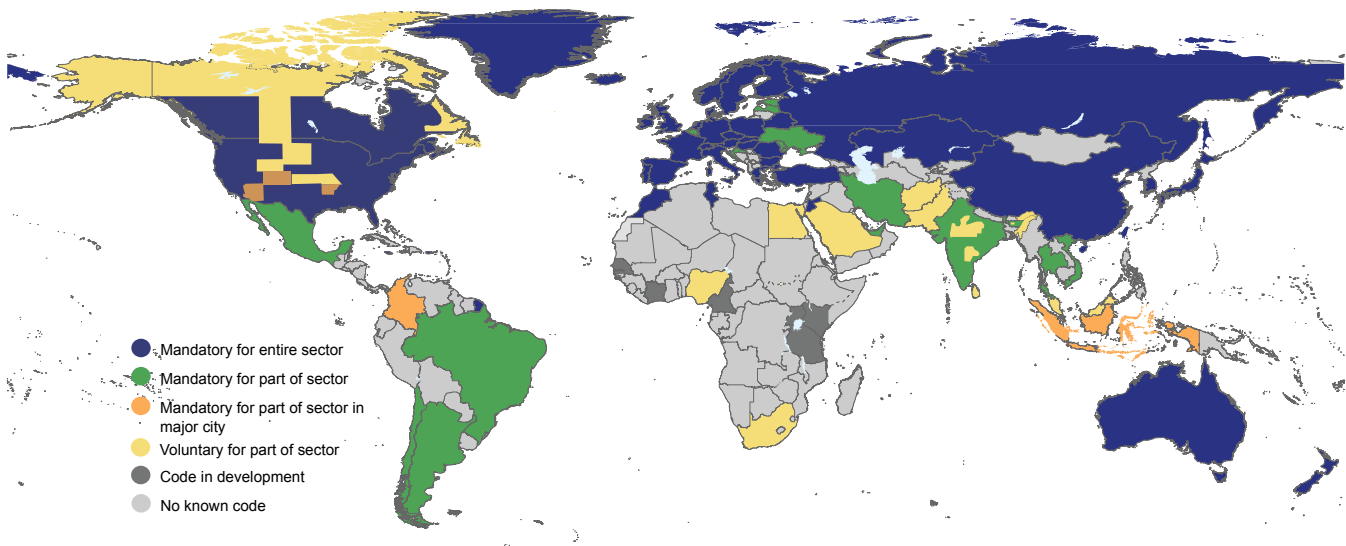 Mandatory for entire sector
Mandatory for part of sector
Mandatory for part of sector in
major city
Voluntary for part of sector
Code in development
No known code